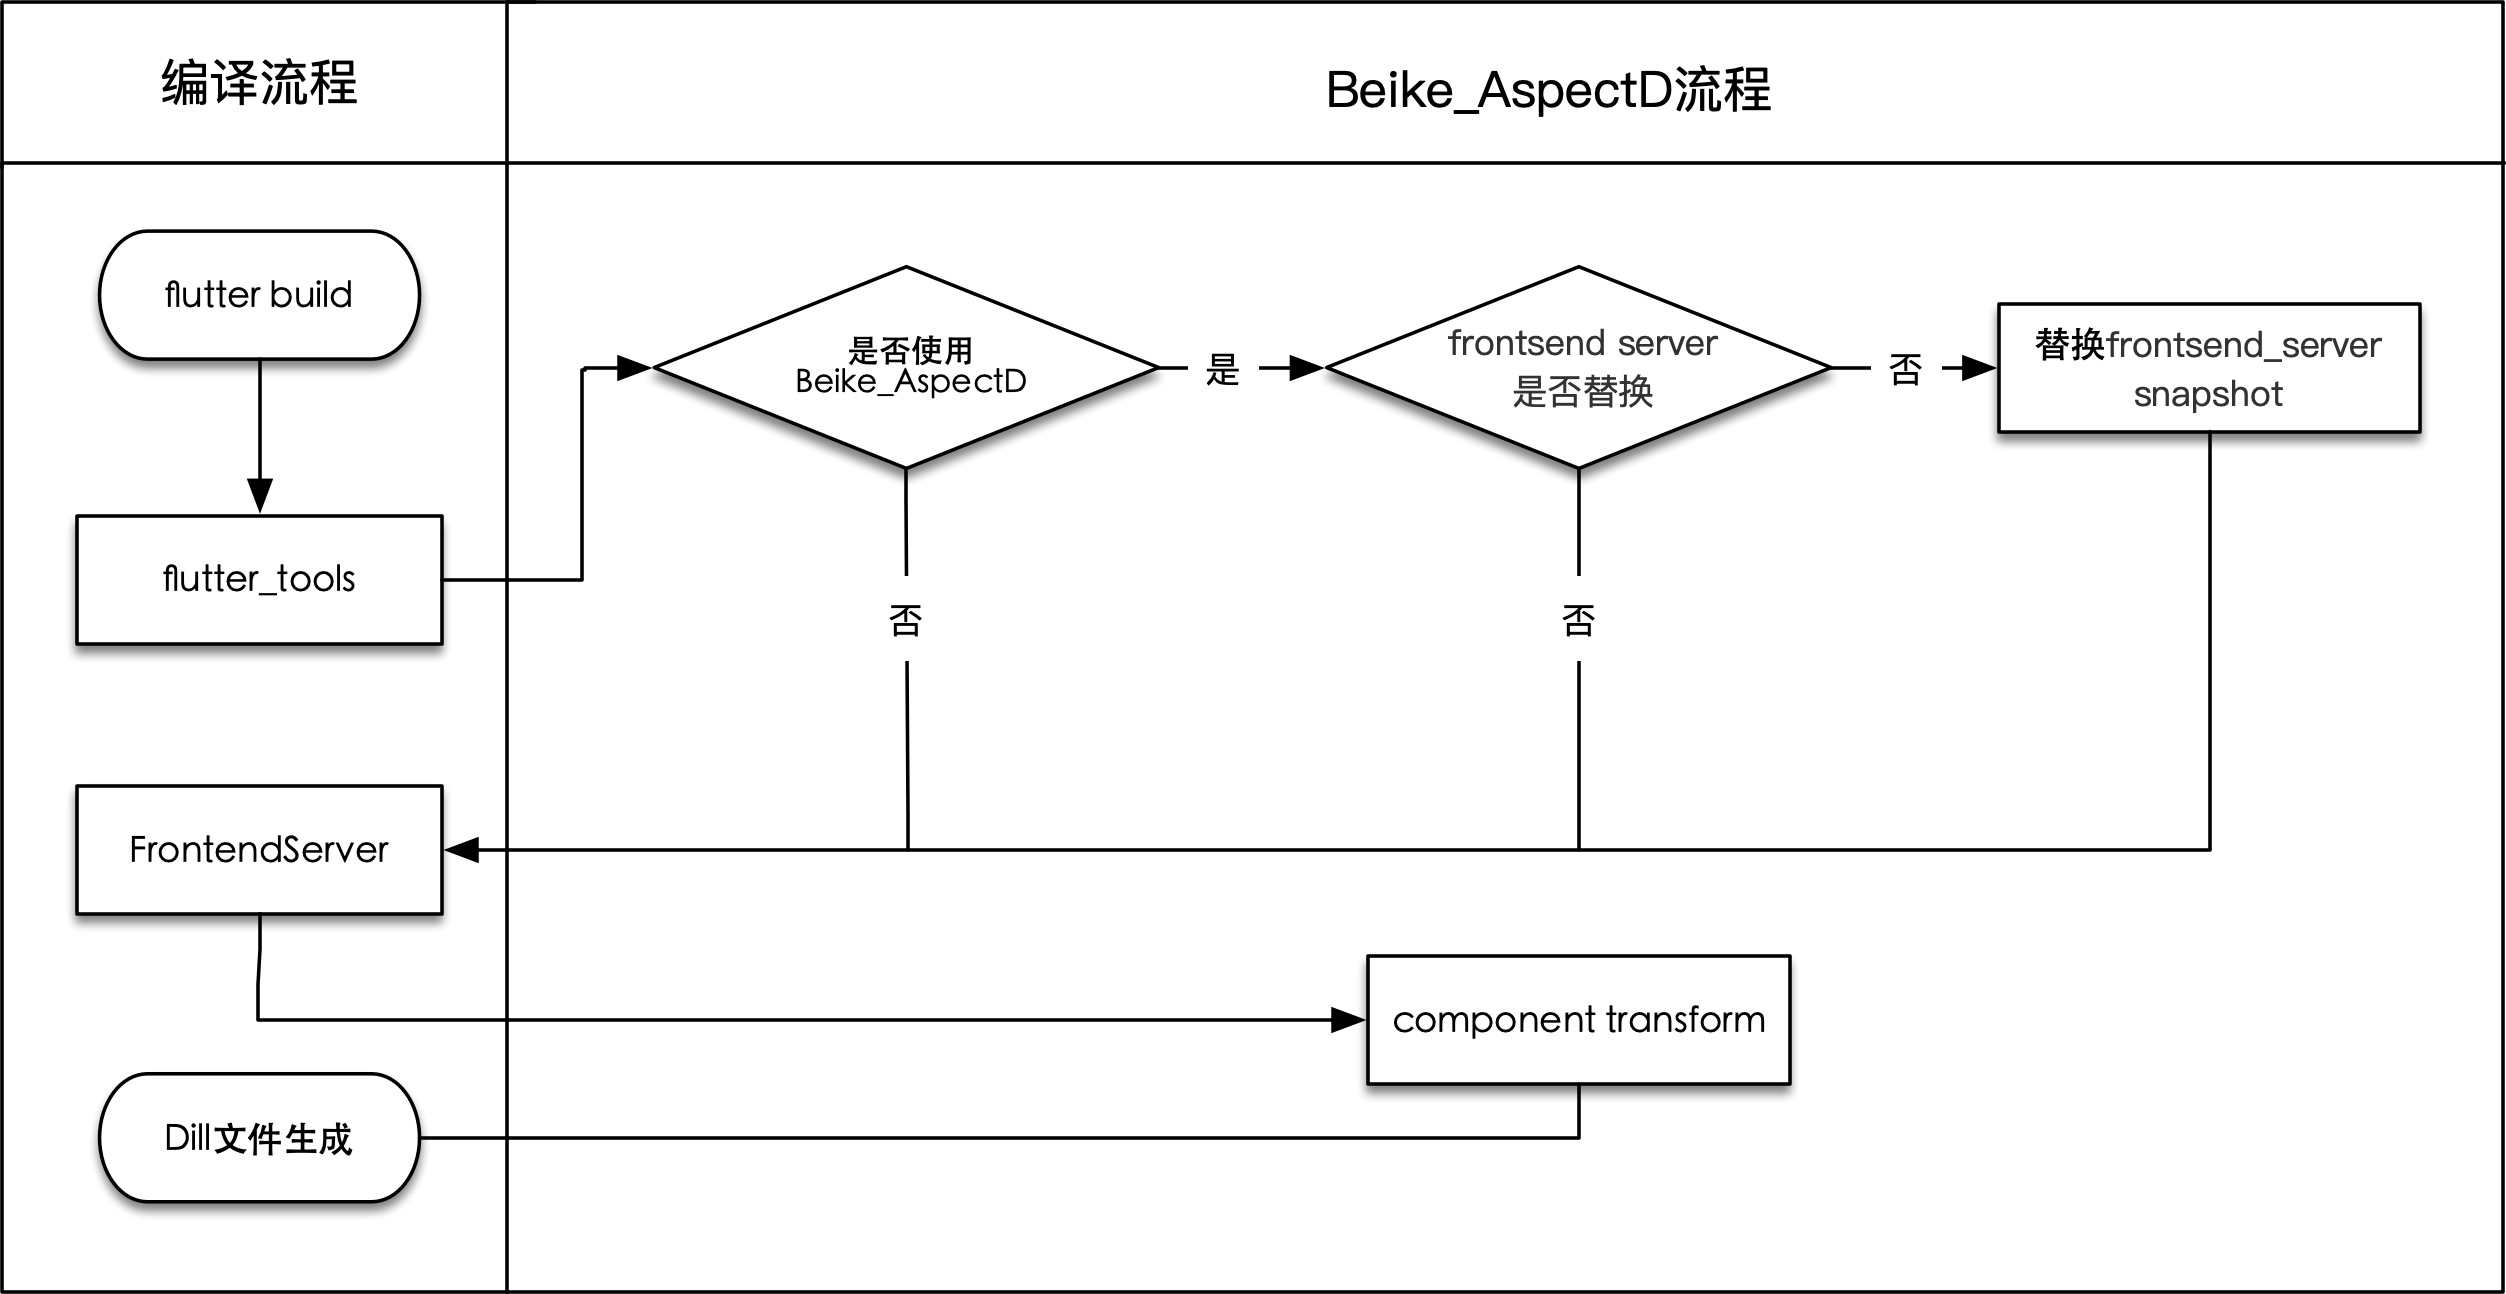 编译流程
Beike_AspectD流程
flutter build
是否使用
Beike_AspectD
是
frontsend server
是否替换
否
替换frontsend_server
snapshot
flutter_tools
否
否
FrontendServer
component transform
Dill文件生成